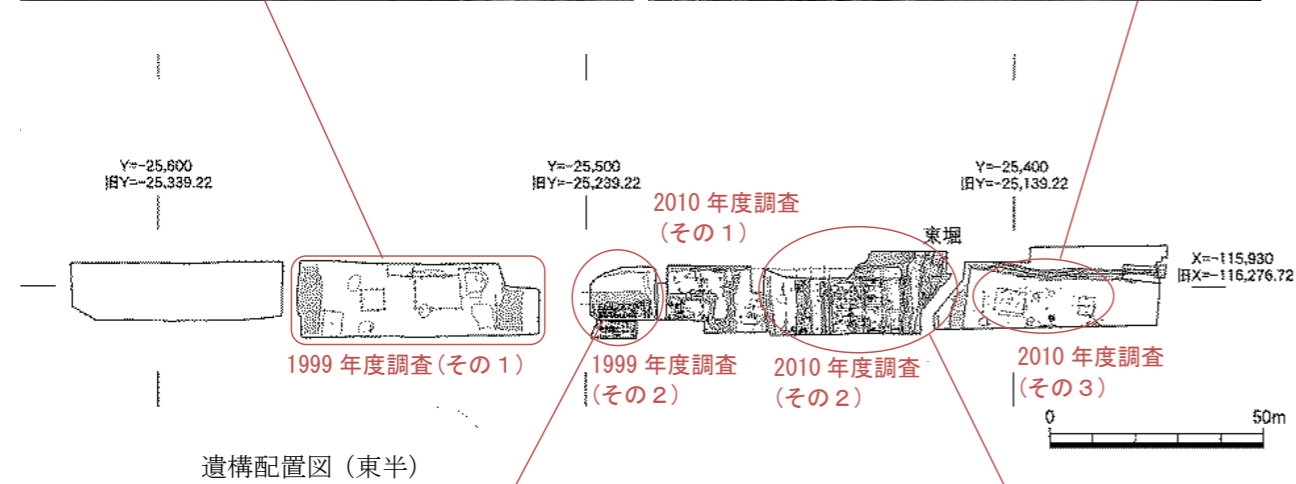 Y=-25,600
旧Y=-25,339.22
Y=-25,500
旧Y=-25,239.22
Y=-25,400
旧Y=-25,139.22
2010 年度調査
（その１）
東堀
X=-115,930
旧X=-116,276.72
1999 年度調査（その１）
1999 年度調査
（その２）
2010 年度調査
（その２）
2010 年度調査
（その３）
0
50m
遺構配置図（東半）